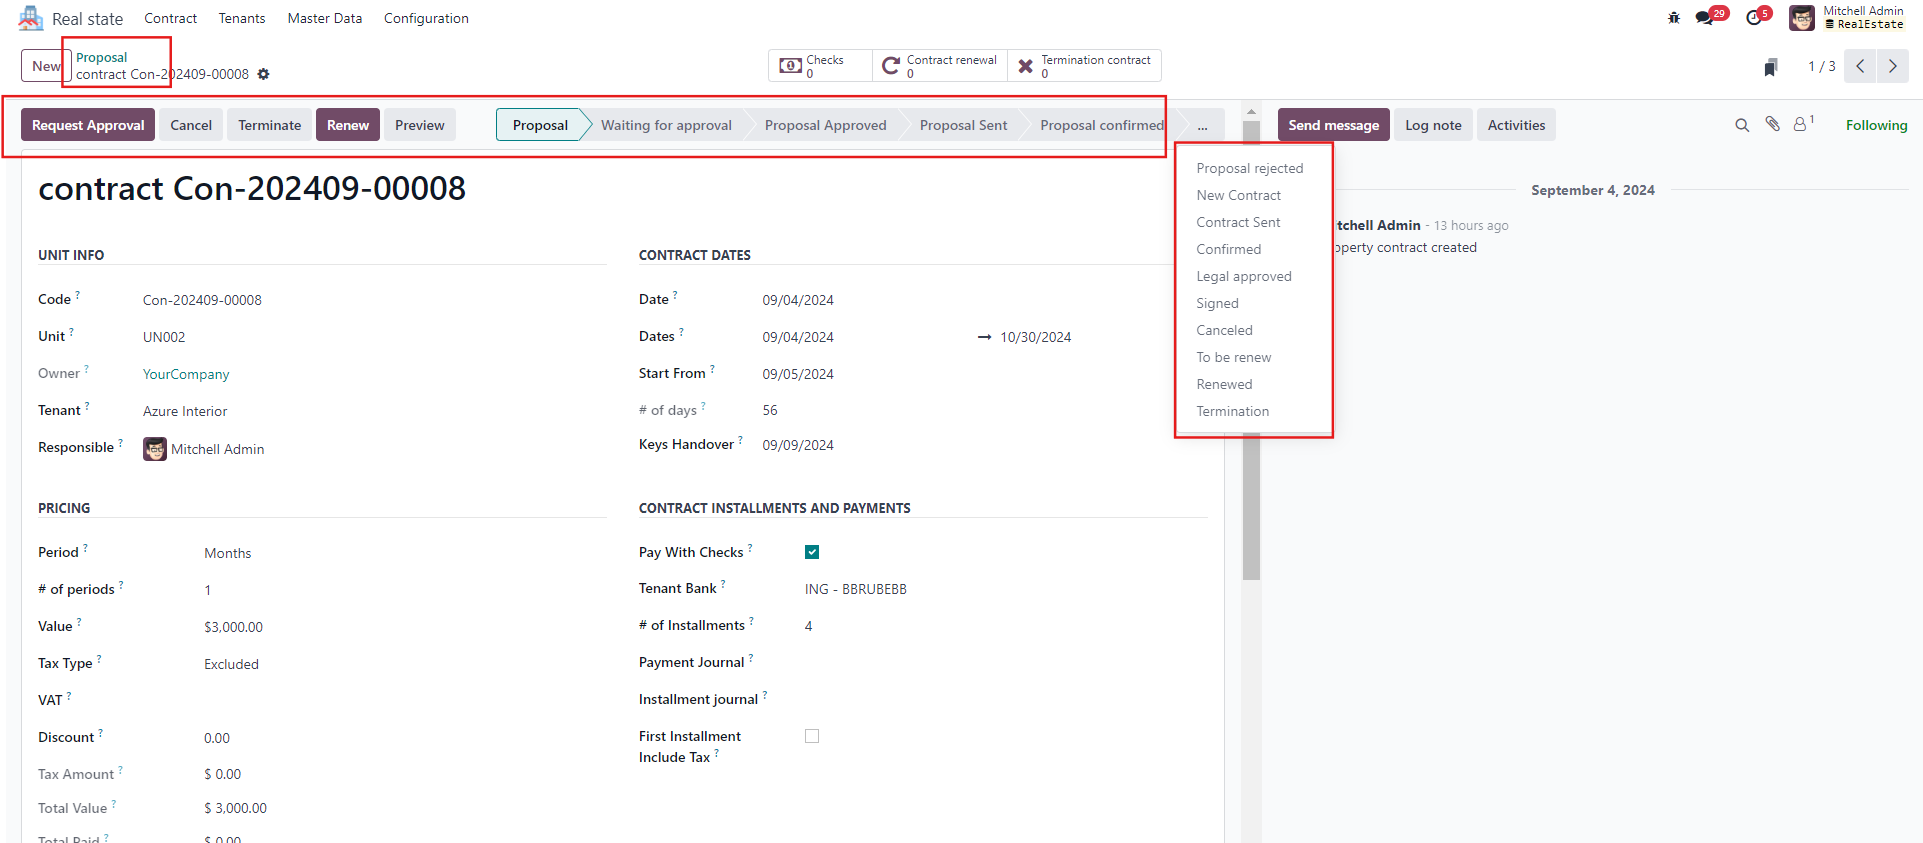 Real state Contract Tenants Master Data Configuration 29 5 Mitchell Admin
RealEstate
New Proposal
contract Con-202409-00008
Checks
0
Contract renewal
0
Termination contract
0
1 / 3
Request Approval Cancel Terminate Renew Preview Proposal Waiting for approval Proposal Approved Proposal Sent Proposal confirmed ...
Send message Log note Activities 1 Following
Proposal rejected
New Contract
Contract Sent
Confirmed
Legal approved
Signed
Canceled
To be renew
Renewed
Termination
September 4, 2024
tchell Admin - 13 hours ago
operty contract created
contract Con-202409-00008
UNIT INFO
Code ? Con-202409-00008
Unit ? UN002
Owner ? YourCompany
Tenant ? Azure Interior
Responsible ? Mitchell Admin
CONTRACT DATES
Date ? 09/04/2024
Dates ? 09/04/2024 → 10/30/2024
Start From ? 09/05/2024
# of days ? 56
Keys Handover ? 09/09/2024
PRICING
Period ? Months
# of periods ? 1
Value ? $3,000.00
Tax Type ? Excluded
VAT ?
Discount ? 0.00
Tax Amount ? $ 0.00
Total Value ? $ 3,000.00
Total Paid ? $ 0.00
CONTRACT INSTALLMENTS AND PAYMENTS
Pay With Checks ?
Tenant Bank ? ING - BBRUBEBB
# of Installments ? 4
Payment Journal ?
Installment journal ?
First Installment
Include Tax ?